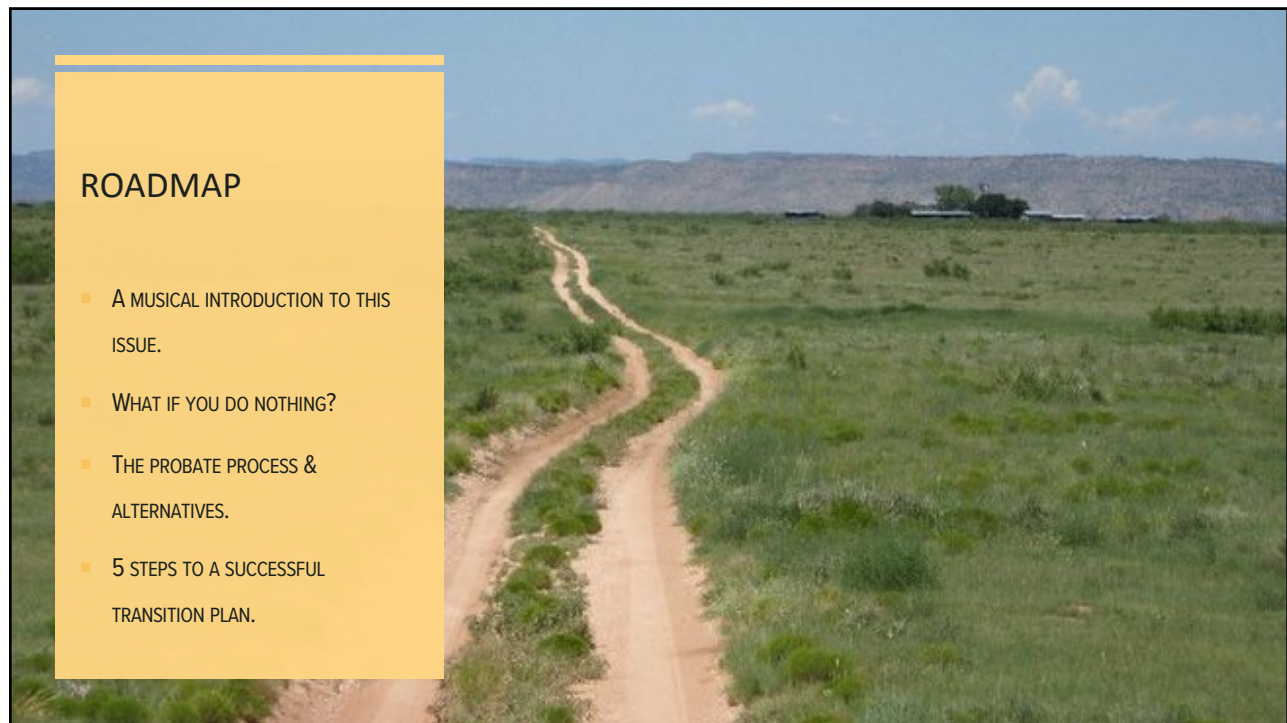 ROADMAP
A MUSICAL INTRODUCTION TO THIS
ISSUE.
WHAT IF YOU DO NOTHING?
THE PROBATE PROCESS &
ALTERNATIVES.
5 STEPS TO A SUCCESSFUL
TRANSITION PLAN.